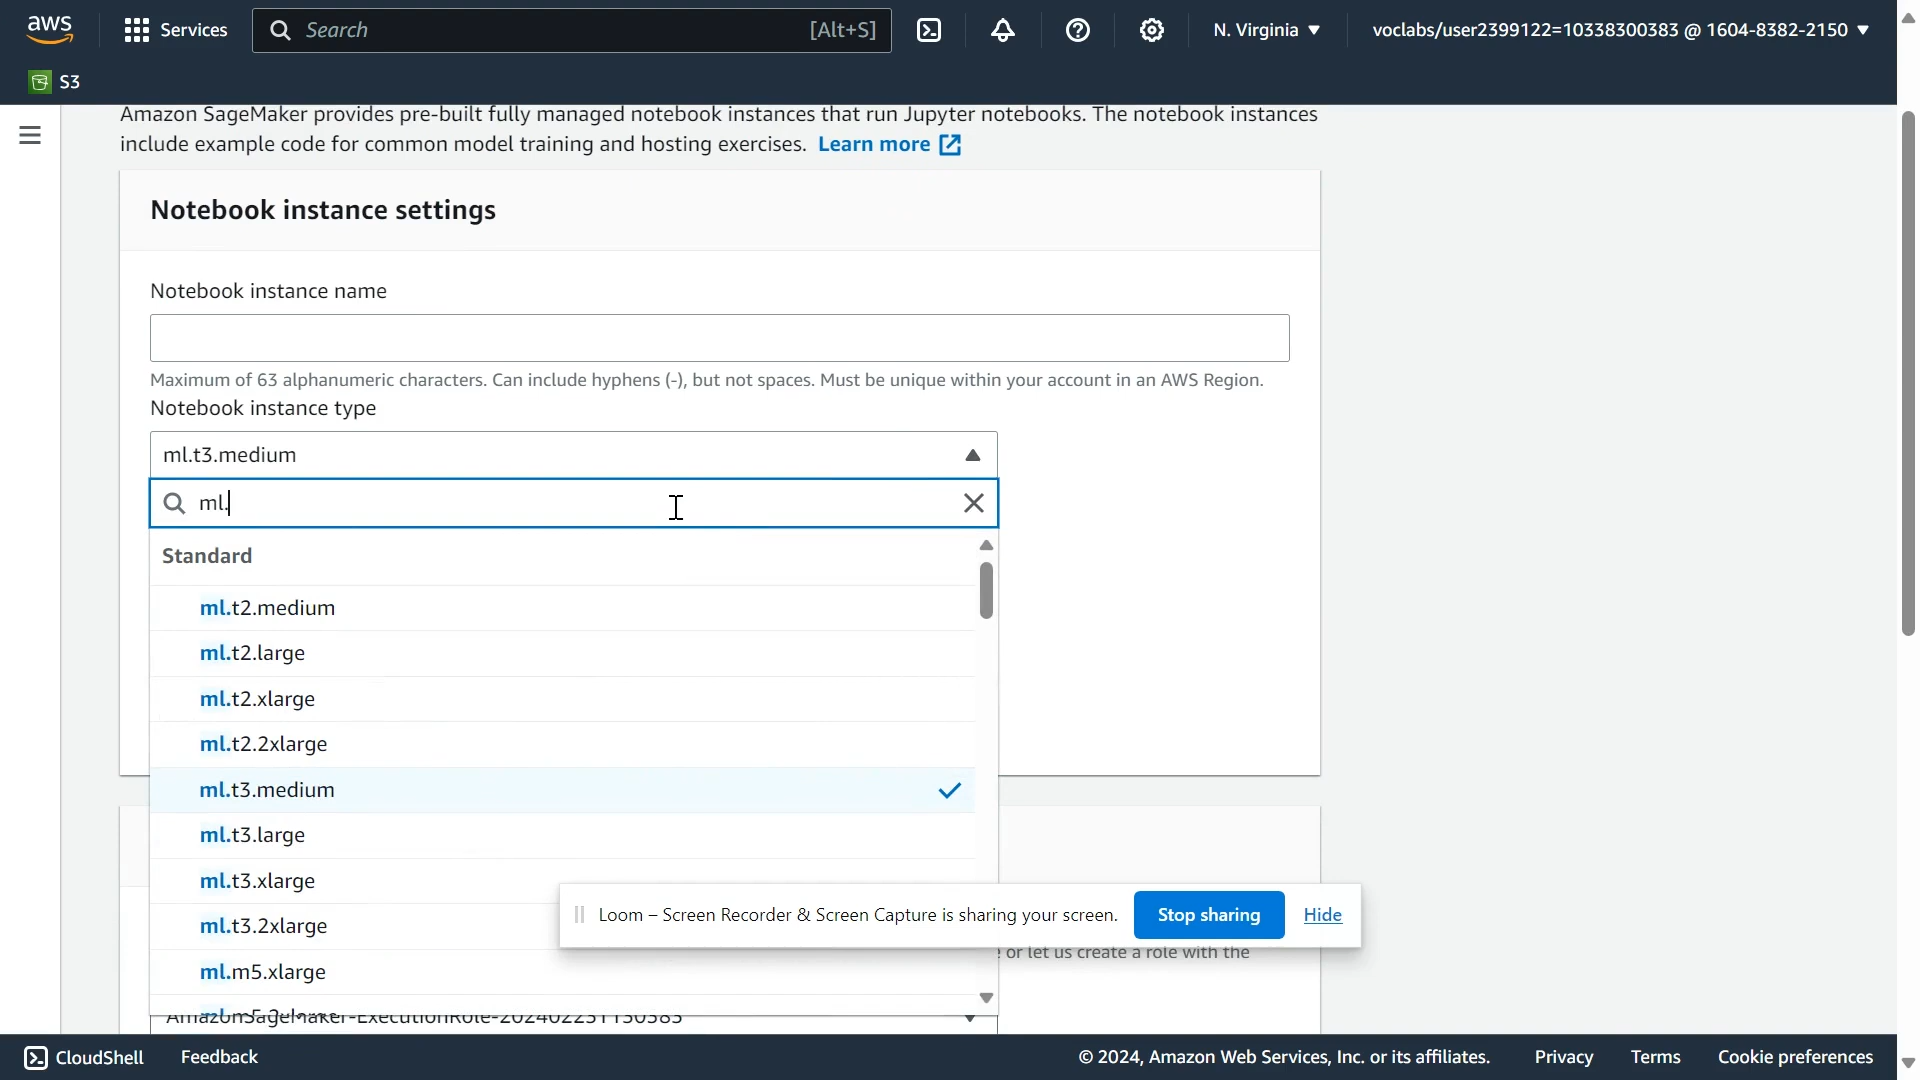 aws
Services
Search
[Alt+S]
N. Virginia
voclabs/user2399122=10338300383 @ 1604-8382-2150
S3
Amazon SageMaker provides pre-built fully managed notebook instances that run Jupyter notebooks. The notebook instances
include example code for common model training and hosting exercises. Learn more
Notebook instance settings
Notebook instance name
Maximum of 63 alphanumeric characters. Can include hyphens (-), but not spaces. Must be unique within your account in an AWS Region.
Notebook instance type
ml.t3.medium
ml.
Standard
ml.t2.medium
ml.t2.large
ml.t2.xlarge
ml.t2.2xlarge
ml.t3.medium
ml.t3.large
ml.t3.xlarge
ml.t3.2xlarge
Loom – Screen Recorder & Screen Capture is sharing your screen.
Stop sharing
Hide
or let us create a role with the
ml.m5.xlarge
AmazonSageMaker-ExecutionRole-20240223T130383
CloudShell
Feedback
© 2024, Amazon Web Services, Inc. or its affiliates.
Privacy
Terms
Cookie preferences